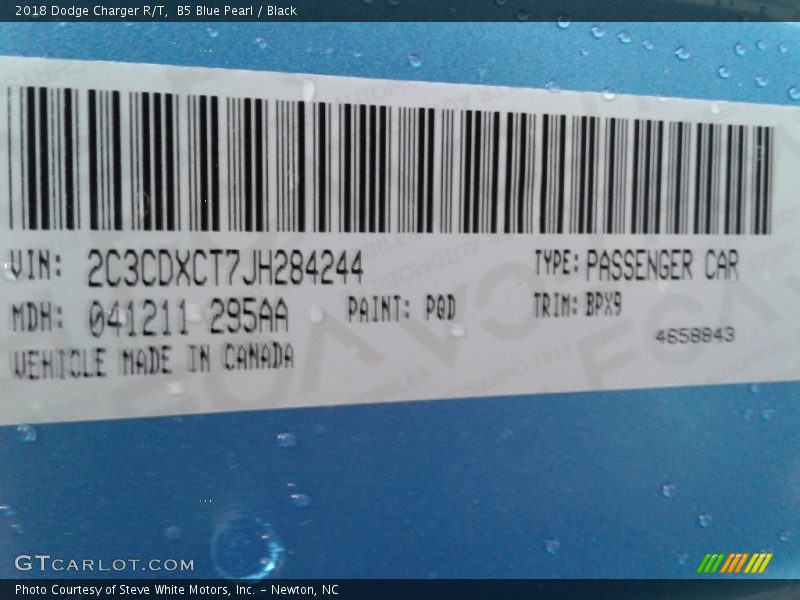 2018 Dodge Charger R/T, B5 Blue Pearl / Black
VIN: 2C3CDXCT7JH284244 TYPE: PASSENGER CAR
MDH: 041211 295AA PAINT: PQD TRIM: BPX9
4658843
VEHICLE MADE IN CANADA
GTCARLOT.COM
Photo Courtesy of Steve White Motors, Inc. – Newton, NC